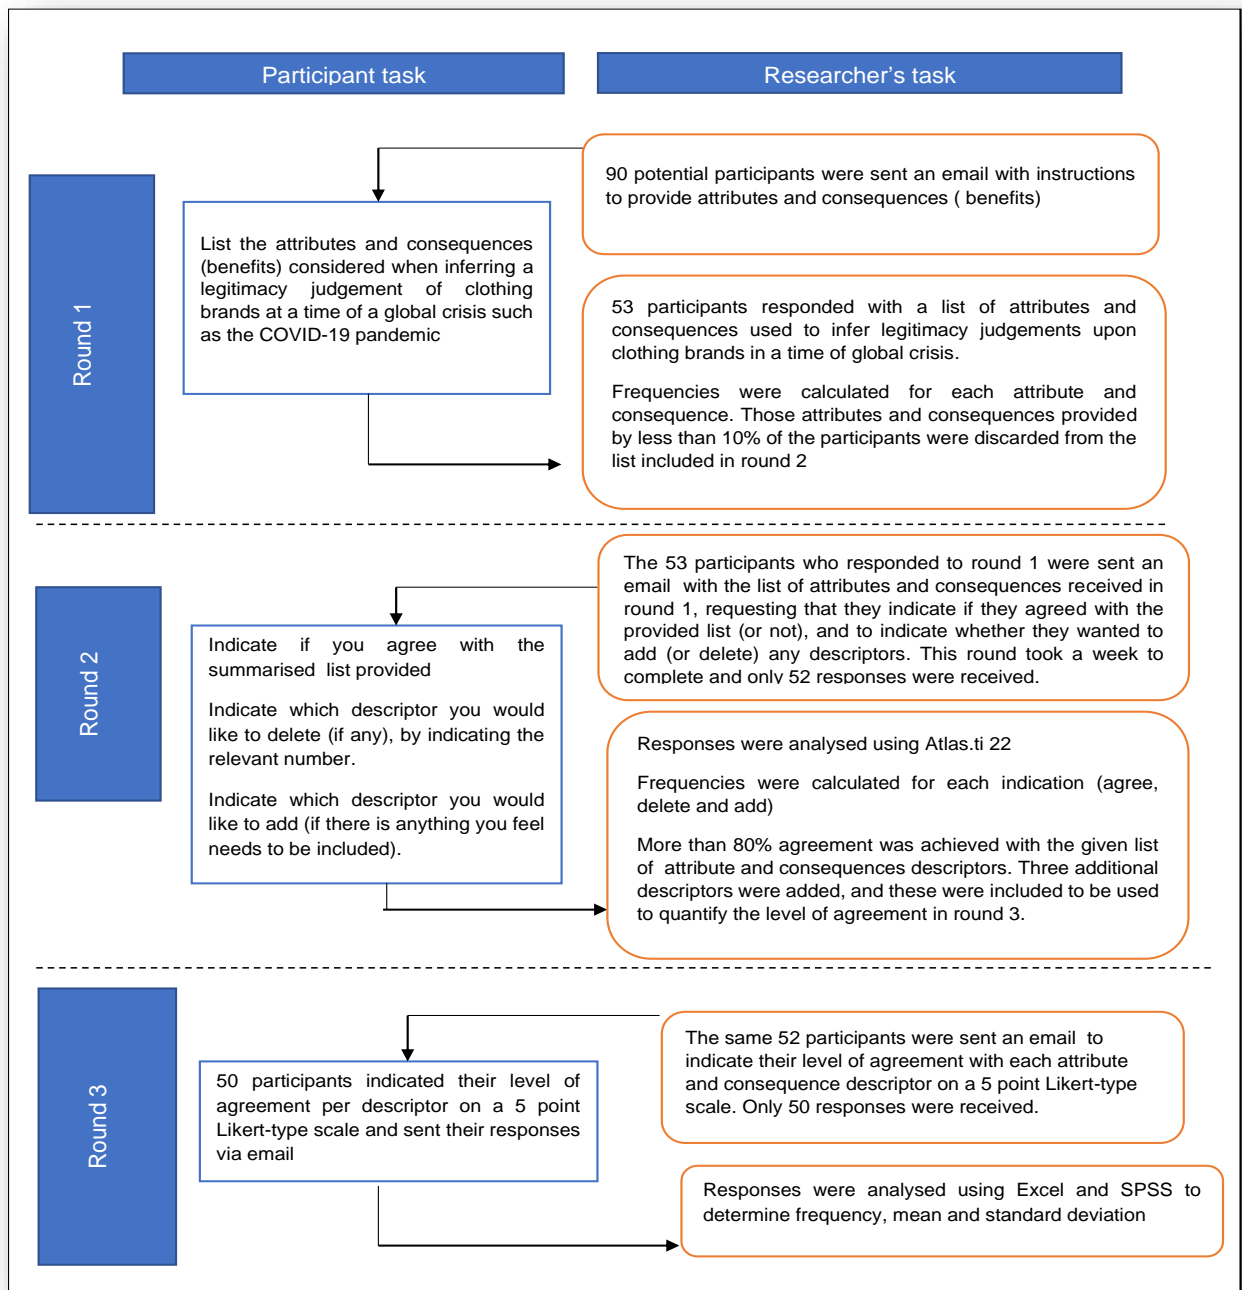 Participant task
Researcher's task
Round 1
90 potential participants were sent an email with instructions
to provide attributes and consequences ( benefits)
List the attributes and consequences
(benefits) considered when inferring a
legitimacy judgement of clothing
brands at a time of a global crisis such
as the COVID-19 pandemic
53 participants responded with a list of attributes and
consequences used to infer legitimacy judgements upon
clothing brands in a time of global crisis.
Frequencies were calculated for each attribute and
consequence. Those attributes and consequences provided
by less than 10% of the participants were discarded from the
list included in round 2
Round 2
The 53 participants who responded to round 1 were sent an
email with the list of attributes and consequences received in
round 1, requesting that they indicate if they agreed with the
provided list (or not), and to indicate whether they wanted to
add (or delete) any descriptors. This round took a week to
complete and only 52 responses were received.
Indicate if you agree with the
summarised list provided
Indicate which descriptor you would
like to delete (if any), by indicating the
relevant number.
Indicate which descriptor you would
like to add (if there is anything you feel
needs to be included).
Responses were analysed using Atlas.ti 22
Frequencies were calculated for each indication (agree,
delete and add)
More than 80% agreement was achieved with the given list
of attribute and consequences descriptors. Three additional
descriptors were added, and these were included to be used
to quantify the level of agreement in round 3.
Round 3
The same 52 participants were sent an email to
indicate their level of agreement with each attribute
and consequence descriptor on a 5 point Likert-type
scale. Only 50 responses were received.
50 participants indicated their level of
agreement per descriptor on a 5 point
Likert-type scale and sent their responses
via email
Responses were analysed using Excel and SPSS to
determine frequency, mean and standard deviation